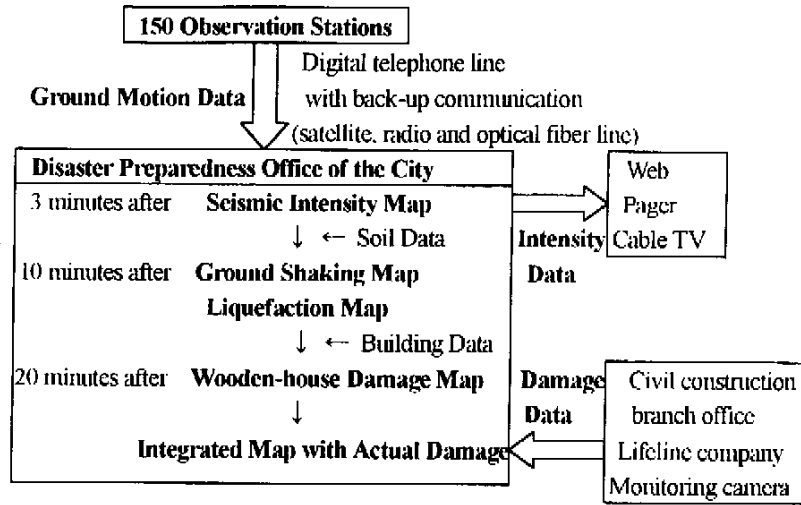 150 Observation Stations
Digital telephone line
Ground Motion Data
with back-up communication
(satellite, radio and optical fiber line)
Disaster Preparedness Office of the City
3 minutes after Seismic Intensity Map
↓ ← Soil Data
10 minutes after Ground Shaking Map
Liquefaction Map
↓ ← Building Data
20 minutes after Wooden-house Damage Map
↓
Integrated Map with Actual Damage
Intensity
Data
Web
Pager
Cable TV
Damage
Data
Civil construction
branch office
Lifeline company
Monitoring camera